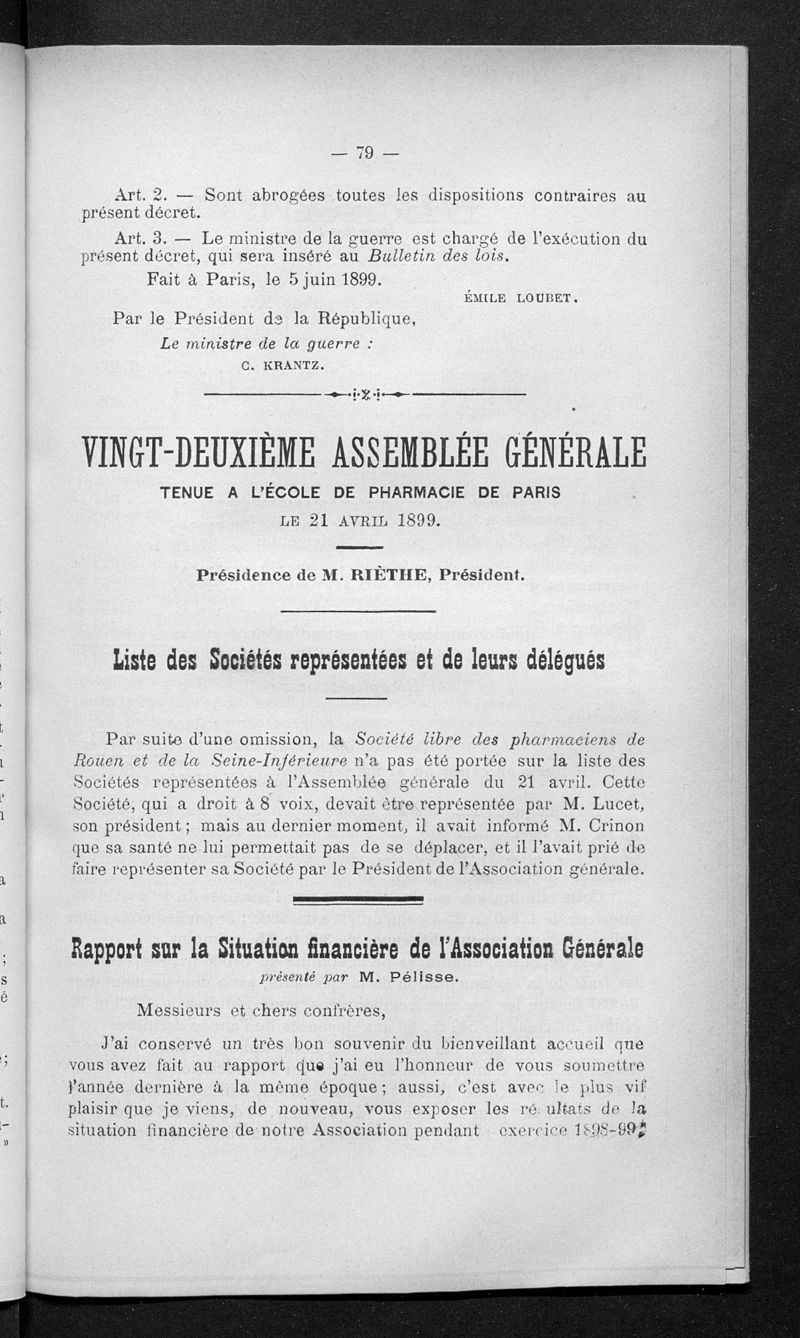 — 79 —
Art. 2. — Sont abrogées toutes les dispositions contraires au
présent décret.
Art. 3. — Le ministre de la guerre est chargé de l'exécution du
présent décret, qui sera inséré au Bulletin des lois.
Fait à Paris, le 5 juin 1899.
ÉMILE LOUBET.
Par le Président de la République,
Le ministre de la guerre :
C. KRANTZ.
VINGT-DEUXIÈME ASSEMBLÉE GÉNÉRALE
TENUE A L'ÉCOLE DE PHARMACIE DE PARIS
LE 21 AVRIL 1899.
Présidence de M. RIÈTHE, Président.
Liste des Sociétés représentées et de leurs délégués
Par suite d'une omission, la Société libre des pharmaciens de
Rouen et de la Seine-Inférieure n'a pas été portée sur la liste des
Sociétés représentées à l'Assemblée générale du 21 avril. Cette
Société, qui a droit à 8 voix, devait être représentée par M. Lucet,
son président ; mais au dernier moment, il avait informé M. Crinon
que sa santé ne lui permettait pas de se déplacer, et il l'avait prié de
faire représenter sa Société par le Président de l'Association générale.
Rapport sur la Situation financière de l'Association Générale
présenté par M. Pélisse.
Messieurs et chers confrères,
J'ai conservé un très bon souvenir du bienveillant accueil que
vous avez fait au rapport que j'ai eu l'honneur de vous soumettre
l'année dernière à la même époque ; aussi, c'est avec le plus vif
plaisir que je viens, de nouveau, vous exposer les ré ultats de la
situation financière de notre Association pendant exercice 1898-99